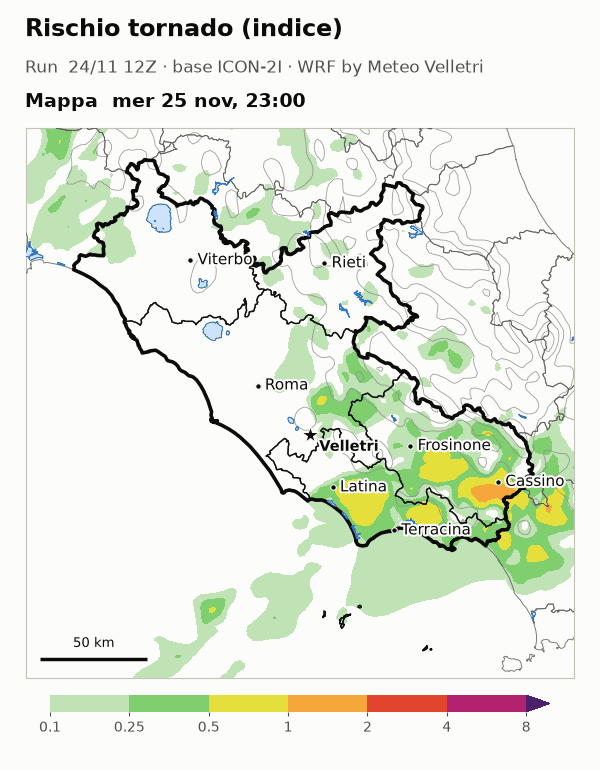 Rischio tornado (indice)
Run  24/11 12Z · base ICON-2I · WRF by Meteo Velletri
Mappa  mer 25 nov, 23:00
Viterbo
Rieti
Roma
Velletri
Frosinone
Latina
Cassino
Terracina
50 km
0.1 0.25 0.5 1 2 4 8